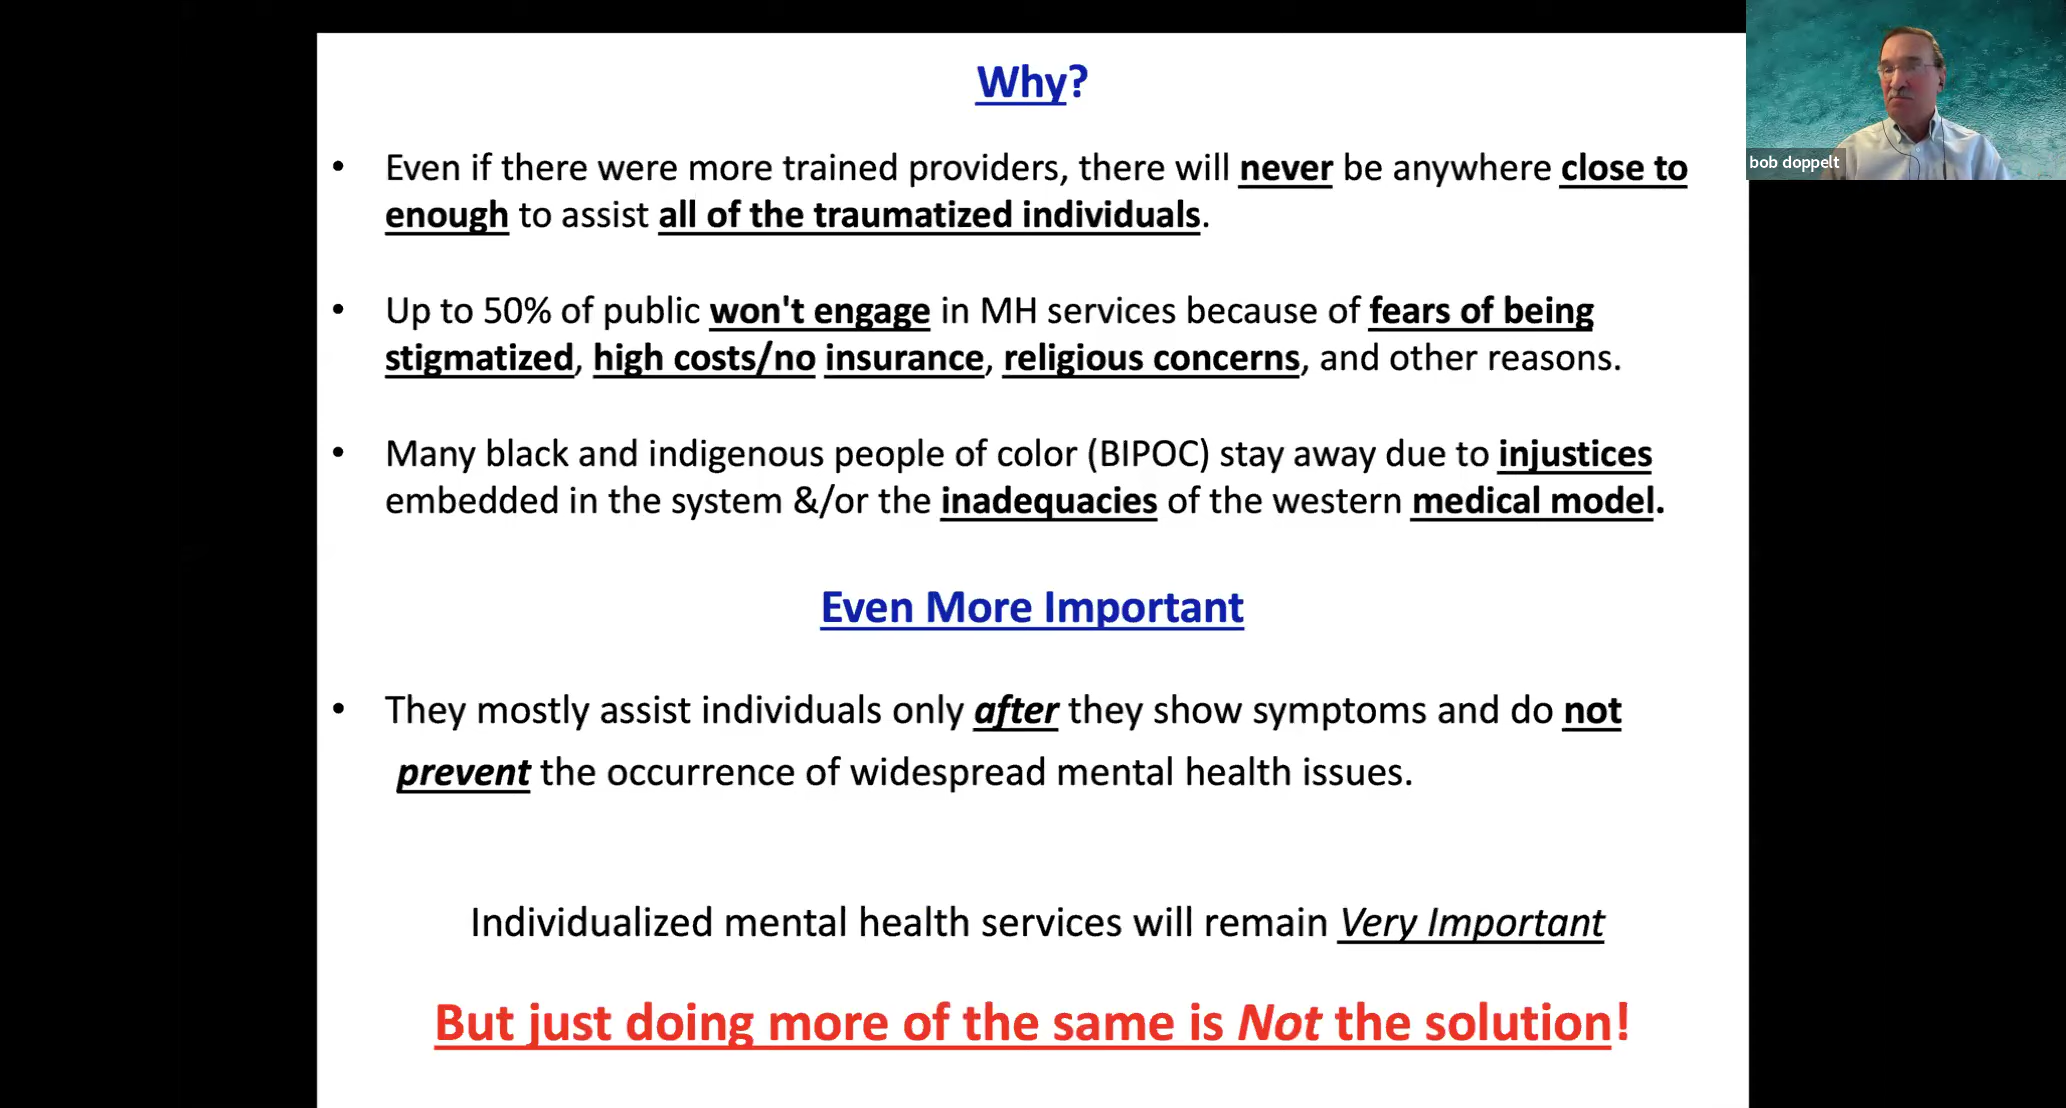 Why?
bob doppelt
• Even if there were more trained providers, there will never be anywhere close to
enough to assist all of the traumatized individuals.
• Up to 50% of public won't engage in MH services because of fears of being
stigmatized, high costs/no insurance, religious concerns, and other reasons.
• Many black and indigenous people of color (BIPOC) stay away due to injustices
embedded in the system &/or the inadequacies of the western medical model.
Even More Important
• They mostly assist individuals only after they show symptoms and do not
prevent the occurrence of widespread mental health issues.
Individualized mental health services will remain Very Important
But just doing more of the same is Not the solution!